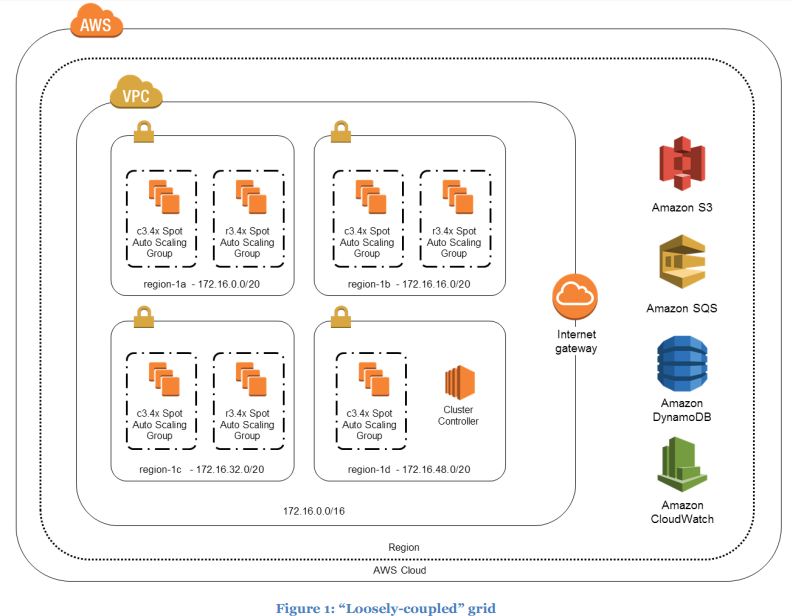 AWS
VPC
c3.4x Spot
Auto Scaling
Group
r3.4x Spot
Auto Scaling
Group
region-1a - 172.16.0.0/20
c3.4x Spot
Auto Scaling
Group
r3.4x Spot
Auto Scaling
Group
region-1b - 172.16.16.0/20
c3.4x Spot
Auto Scaling
Group
r3.4x Spot
Auto Scaling
Group
region-1c - 172.16.32.0/20
c3.4x Spot
Auto Scaling
Group
Cluster
Controller
region-1d - 172.16.48.0/20
172.16.0.0/16
Internet
gateway
Amazon S3
Amazon SQS
Amazon
DynamoDB
Amazon
CloudWatch
Region
AWS Cloud
Figure 1: “Loosely-coupled” grid